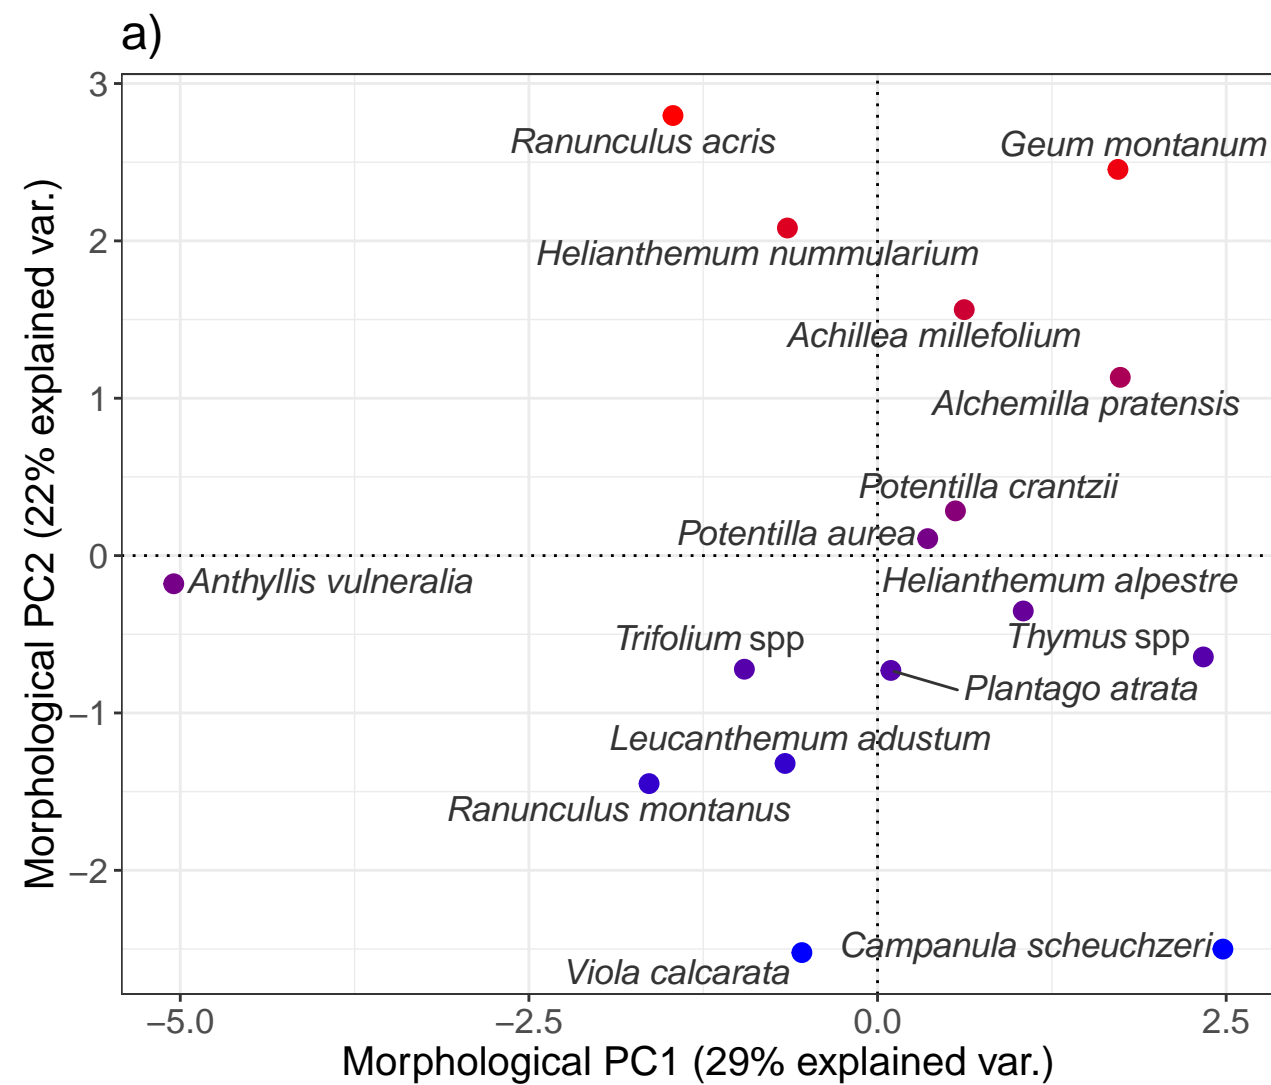 a)
3
Ranunculus acris
Geum montanum
2
Helianthemum nummularium
Achillea millefolium
1
Alchemilla pratensis
Potentilla crantzii
Potentilla aurea
0
Anthyllis vulneralia
Helianthemum alpestre
Trifolium spp
Thymus spp
Plantago atrata
−1
Leucanthemum adustum
Ranunculus montanus
−2
Campanula scheuchzeri
Viola calcarata
−5.0 −2.5 0.0 2.5
Morphological PC1 (29% explained var.)
Morphological PC2 (22% explained var.)